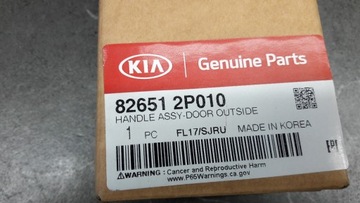 KIA Genuine Parts
82651 2P010
HANDLE ASSY-DOOR OUTSIDE
1 PC FL17/SJRU MADE IN KOREA
WARNING: Cancer and Reproductive Harm
www.P65Warnings.ca.gov